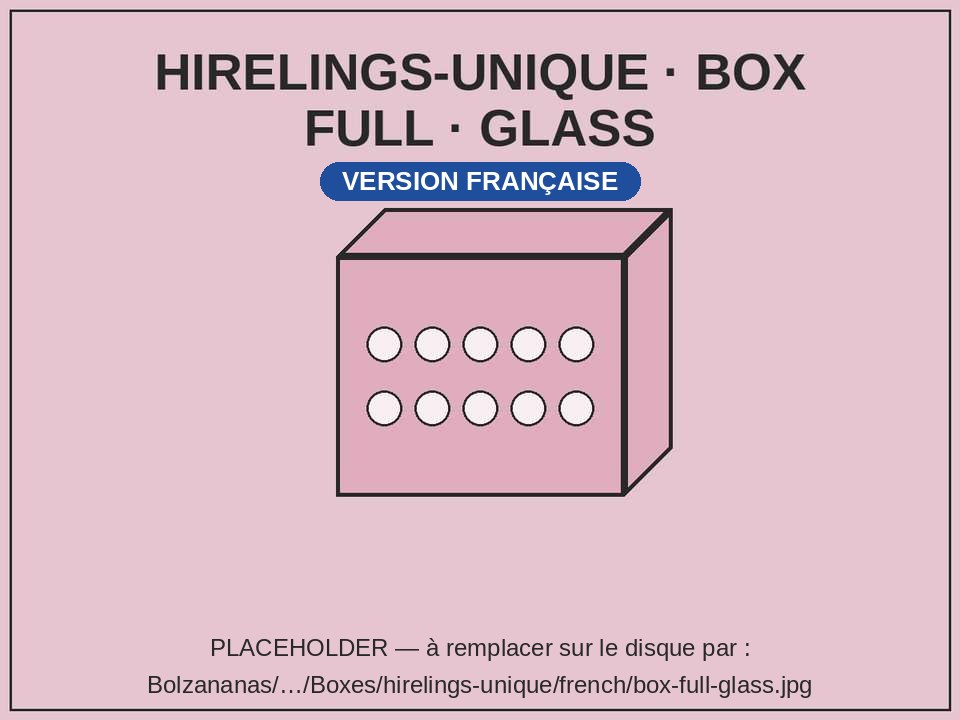 HIRELINGS-UNIQUE · BOX
FULL · GLASS
VERSION FRANÇAISE
PLACEHOLDER — à remplacer sur le disque par :
Bolzananas/…/Boxes/hirelings-unique/french/box-full-glass.jpg